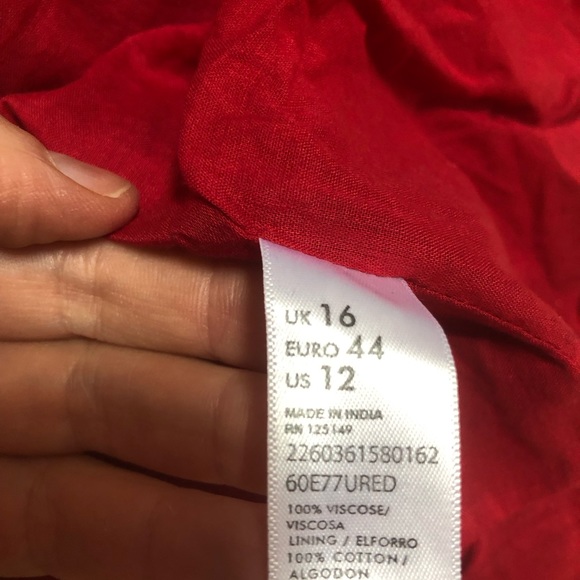 UK 16
EURO 44
US 12
MADE IN INDIA
RN 125149
2260361580162
60E77URED
100% VISCOSE/
VISCOSA
LINING / ELFORRO
100% COTTON /
ALGODON